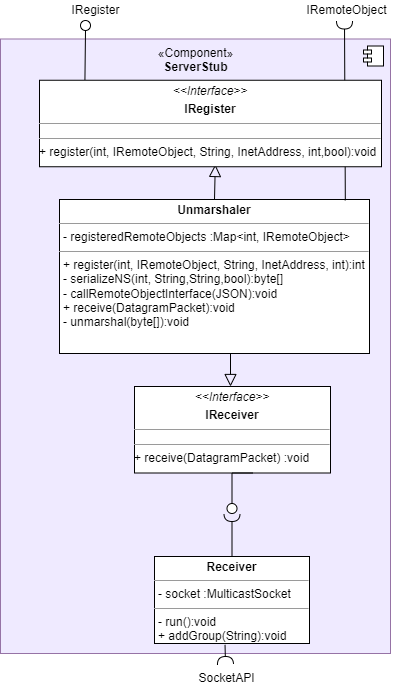 IRegister
IRemoteObject
«Component»
ServerStub
<<Interface>>
IRegister
+ register(int, IRemoteObject, String, InetAddress, int,bool):void
Unmarshaler
- registeredRemoteObjects :Map<int, IRemoteObject>
+ register(int, IRemoteObject, String, InetAddress, int):int
- serializeNS(int, String,String,bool):byte[]
- callRemoteObjectInterface(JSON):void
+ receive(DatagramPacket):void
- unmarshal(byte[]):void
<<Interface>>
IReceiver
+ receive(DatagramPacket) :void
Receiver
- socket :MulticastSocket
- run():void
+ addGroup(String):void
SocketAPI